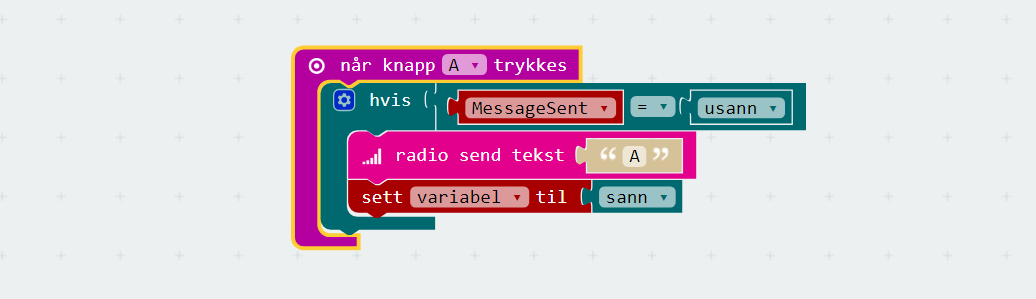 når knapp A trykkes
hvis MessageSent = usann
radio send tekst “ A ”
sett variabel til sann